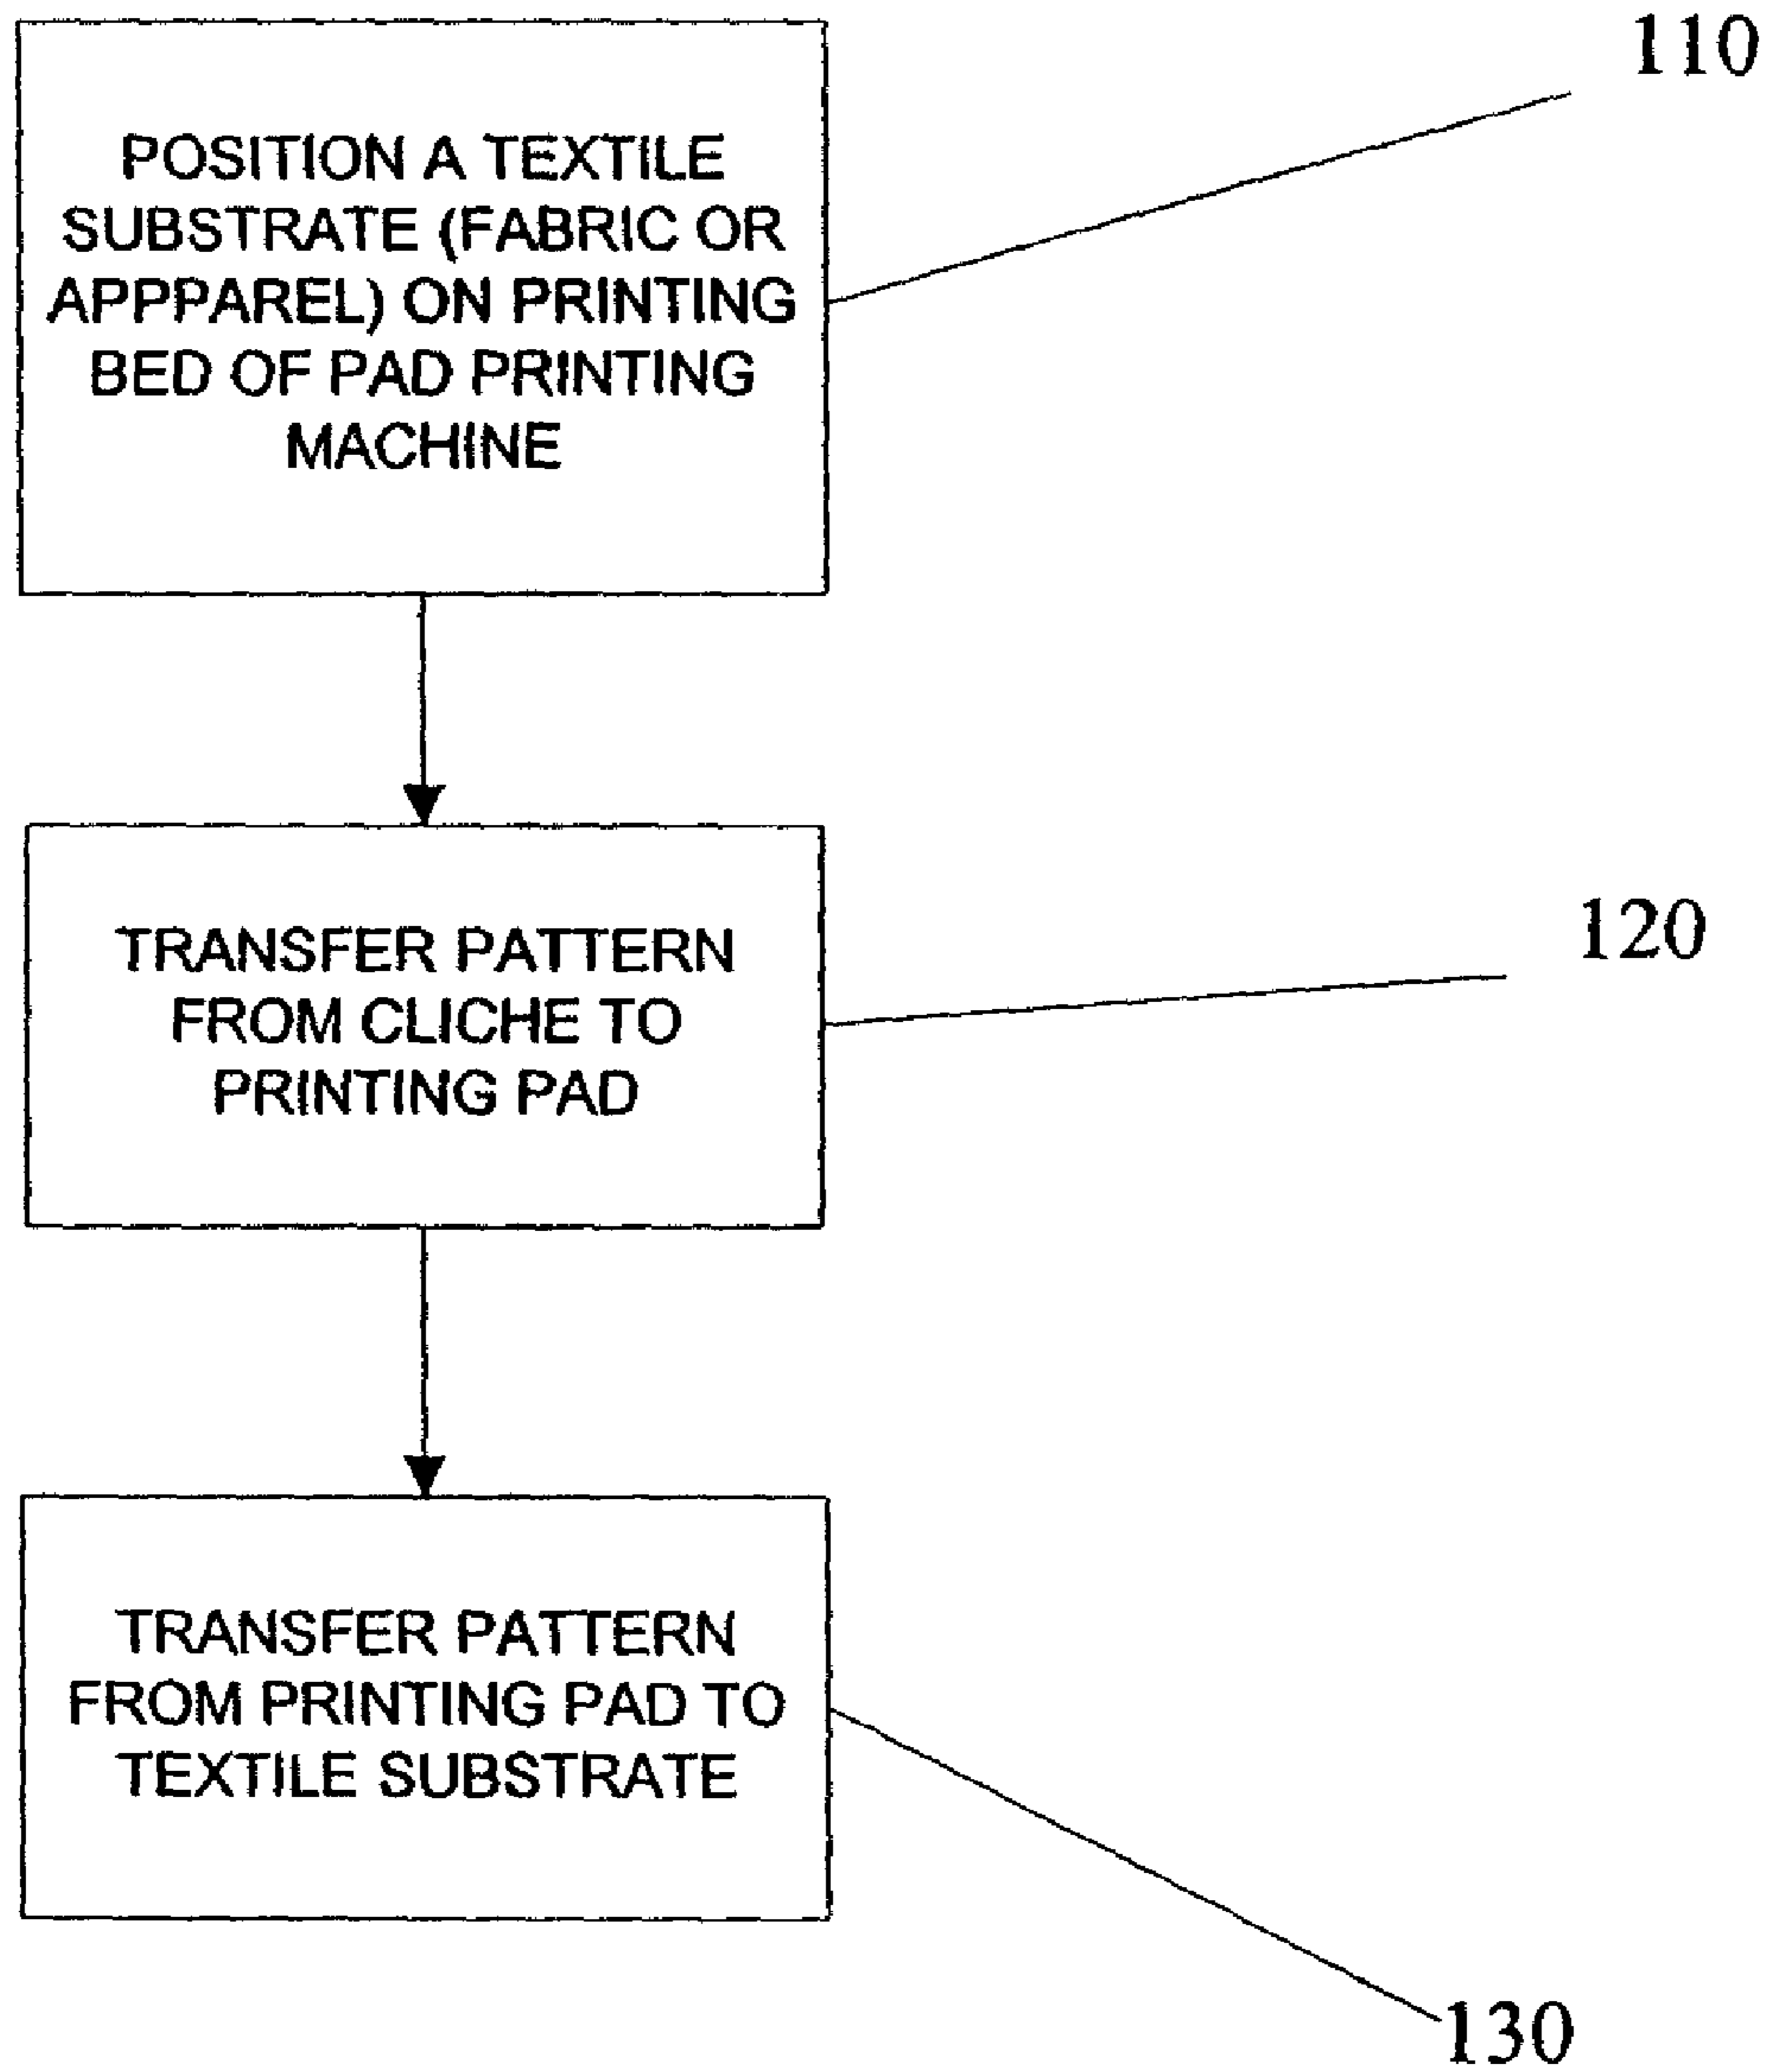 110
POSITION A TEXTILE
SUBSTRATE (FABRIC OR
APPPAREL) ON PRINTING
BED OF PAD PRINTING
MACHINE
120
TRANSFER PATTERN
FROM CLICHE TO
PRINTING PAD
TRANSFER PATTERN
FROM PRINTING PAD TO
TEXTILE SUBSTRATE
130